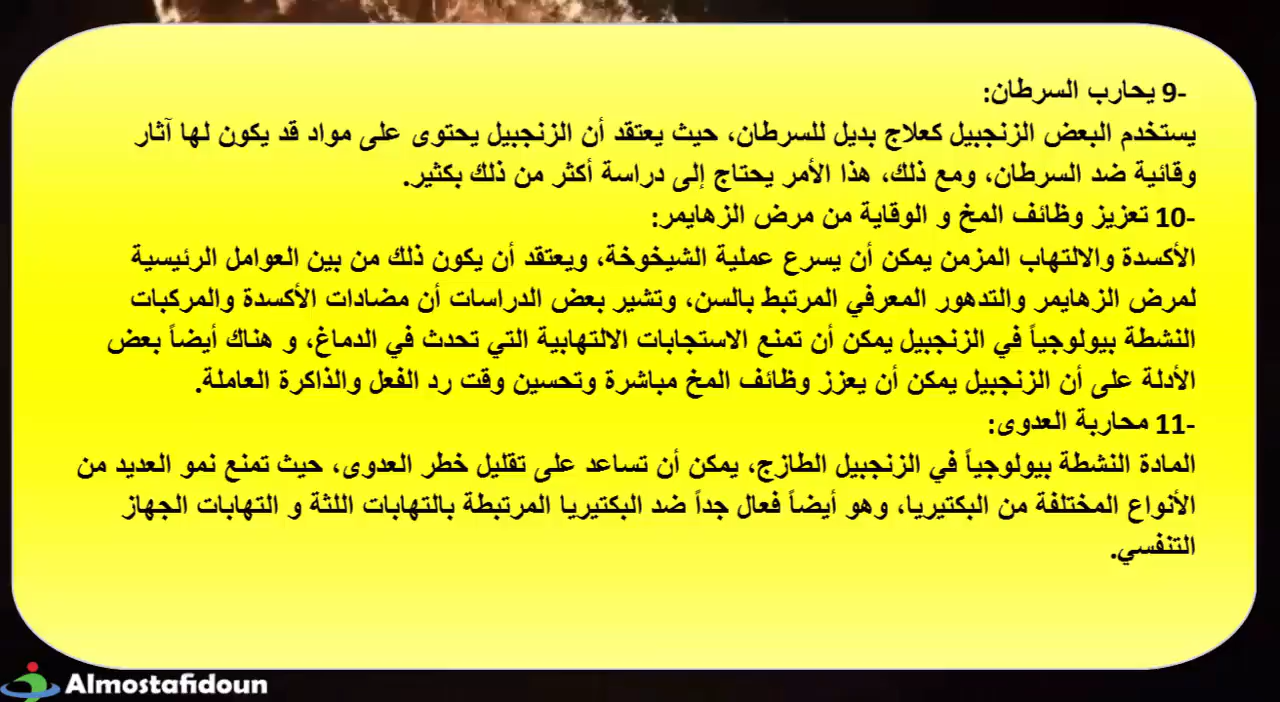 9- يحارب السرطان:
يستخدم البعض الزنجبيل كعلاج بديل للسرطان، حيث يعتقد أن الزنجبيل يحتوى على مواد قد يكون لها آثار
وقائية ضد السرطان، ومع ذلك، هذا الأمر يحتاج إلى دراسة أكثر من ذلك بكثير.
10- تعزيز وظائف المخ و الوقاية من مرض الزهايمر:
الأكسدة والالتهاب المزمن يمكن أن يسرع عملية الشيخوخة، ويعتقد أن يكون ذلك من بين العوامل الرئيسية
لمرض الزهايمر والتدهور المعرفي المرتبط بالسن، وتشير بعض الدراسات أن مضادات الأكسدة والمركبات
النشطة بيولوجياً في الزنجبيل يمكن أن تمنع الاستجابات الالتهابية التي تحدث في الدماغ، و هناك أيضاً بعض
الأدلة على أن الزنجبيل يمكن أن يعزز وظائف المخ مباشرة وتحسين وقت رد الفعل والذاكرة العاملة.
11- محاربة العدوى:
المادة النشطة بيولوجياً في الزنجبيل الطازج، يمكن أن تساعد على تقليل خطر العدوى، حيث تمنع نمو العديد من
الأنواع المختلفة من البكتيريا، وهو أيضاً فعال جداً ضد البكتيريا المرتبطة بالتهابات اللثة و التهابات الجهاز
التنفسي.
Almostafidoun